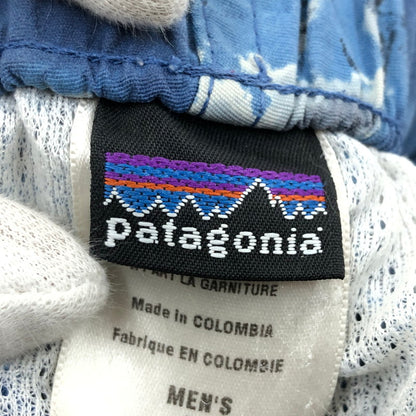 patagonia
LA GARNITURE
Made in COLOMBIA
Fabriqué EN COLOMBIE
MEN'S